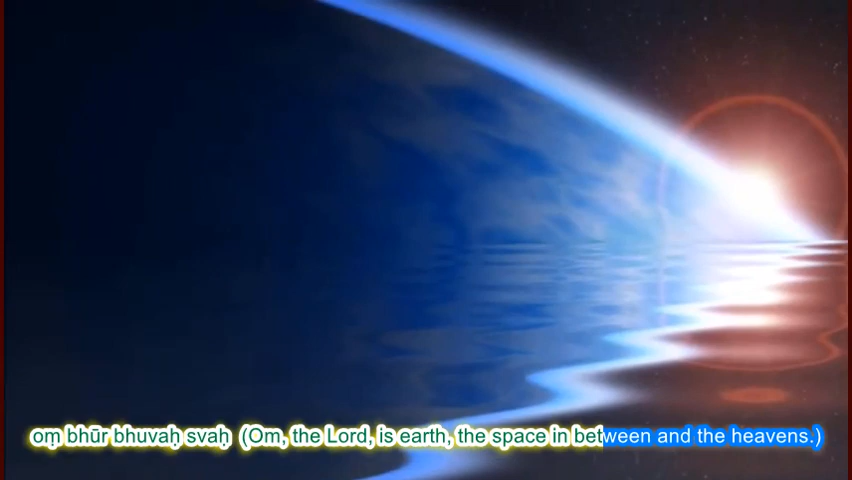 oṃ bhūr bhuvaḥ svaḥ (Om, the Lord, is earth, the space in between and the heavens.)